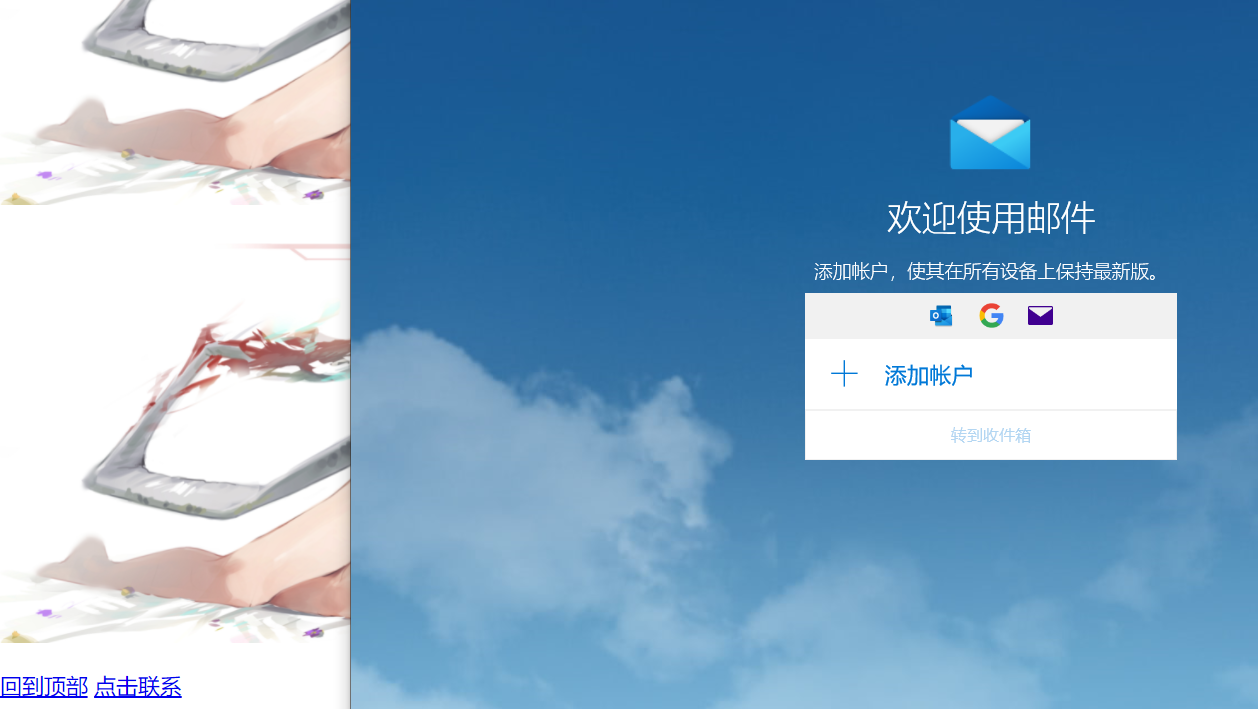 欢迎使用邮件
添加帐户，使其在所有设备上保持最新版。
添加帐户
转到收件箱
回到顶部 点击联系